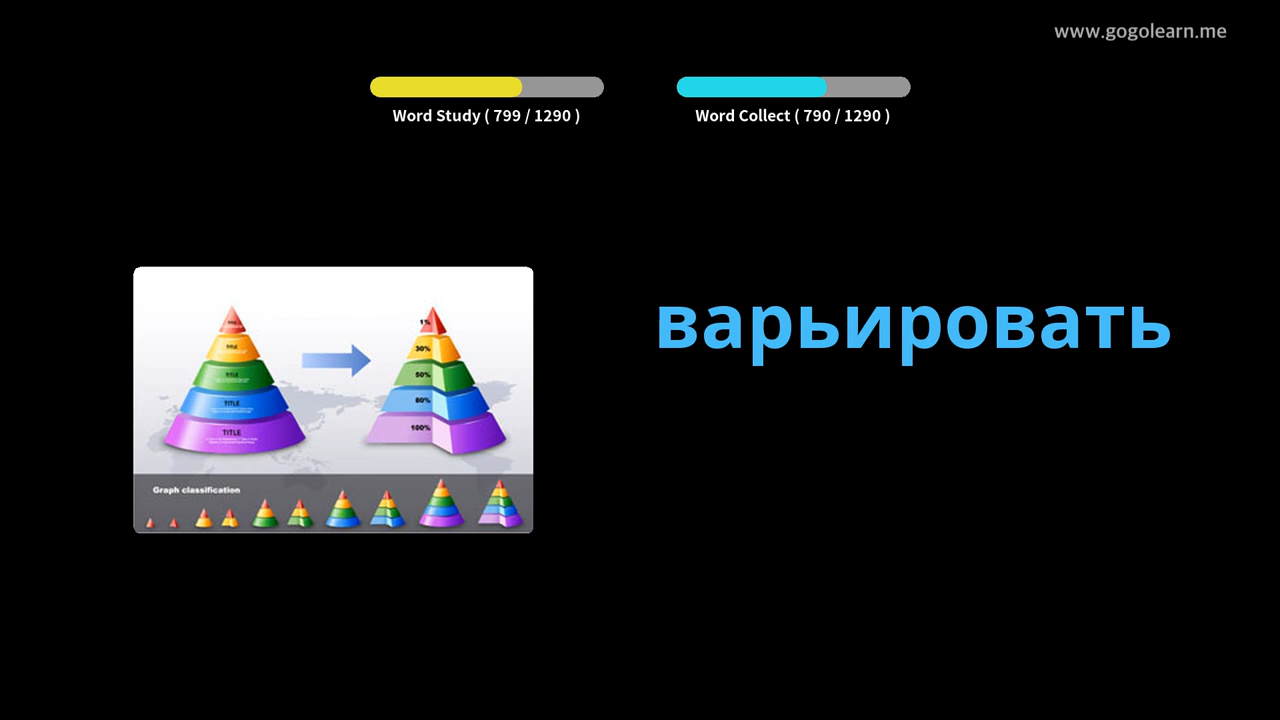 www.gogolearn.me
Word Study ( 799 / 1290 )
Word Collect ( 790 / 1290 )
варьировать
TITLE
TITLE
TITLE
TITLE
1%
30%
50%
80%
100%
Graph classification